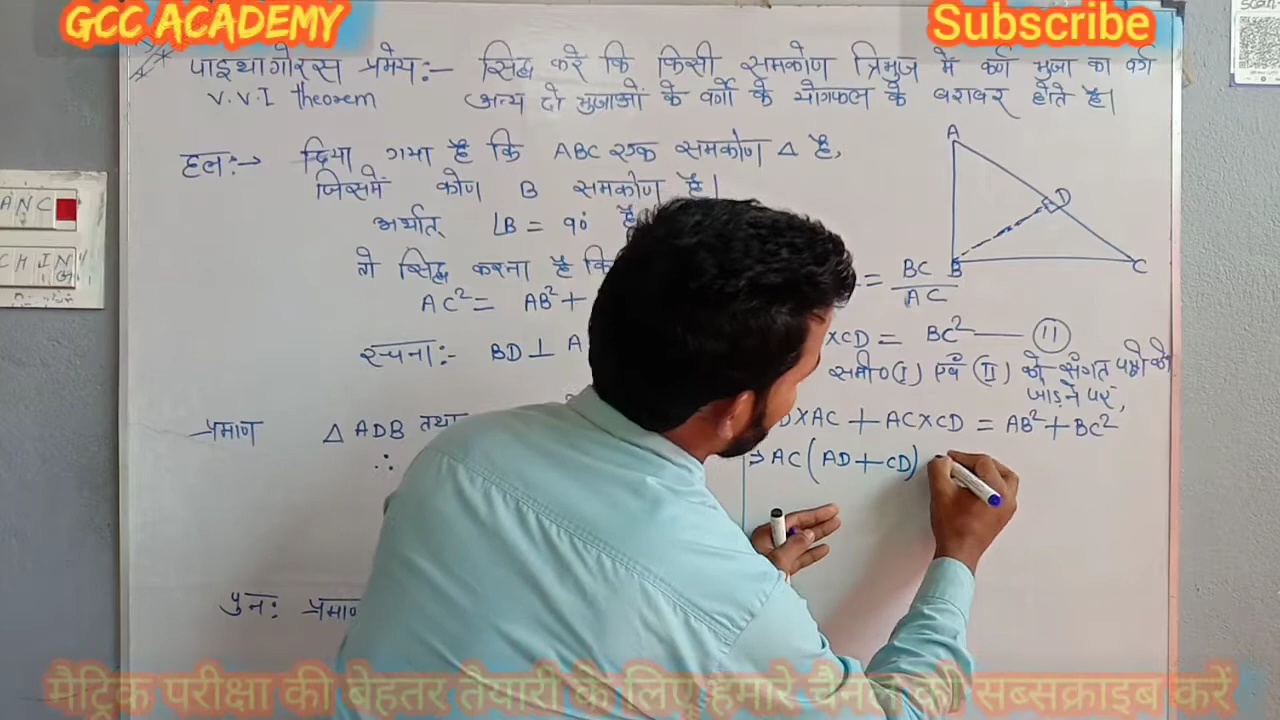 GCC ACADEMY
Subscribe
पाइथागोरस प्रमेय:- सिद्ध करें कि किसी समकोण त्रिभुज में कर्ण भुजा का वर्ग
V.V.I theorem अन्य दो भुजाओं के वर्गों के योगफल के बराबर होते है।
हल:→ दिया गया है कि ABC एक समकोण △ है,
जिसमें कोण B समकोण है।
अर्थात् ∠B = 90° है
तो सिद्ध करना है कि
AC² = AB² +
रचना:- BD ⊥ A
प्रमाण △ ADB तथा
∴
पुनः प्रमाण
A
D
B
C
= BC / AC
×CD = BC² — (II)
समी० (I) एवं (II) के संगत पक्षों को
जोड़ने पर,
D×AC + AC×CD = AB² + BC²
⇒ AC(AD + CD)
ANC
CHING
मैट्रिक परीक्षा की बेहतर तैयारी के लिए हमारे चैनल को सब्सक्राइब करें